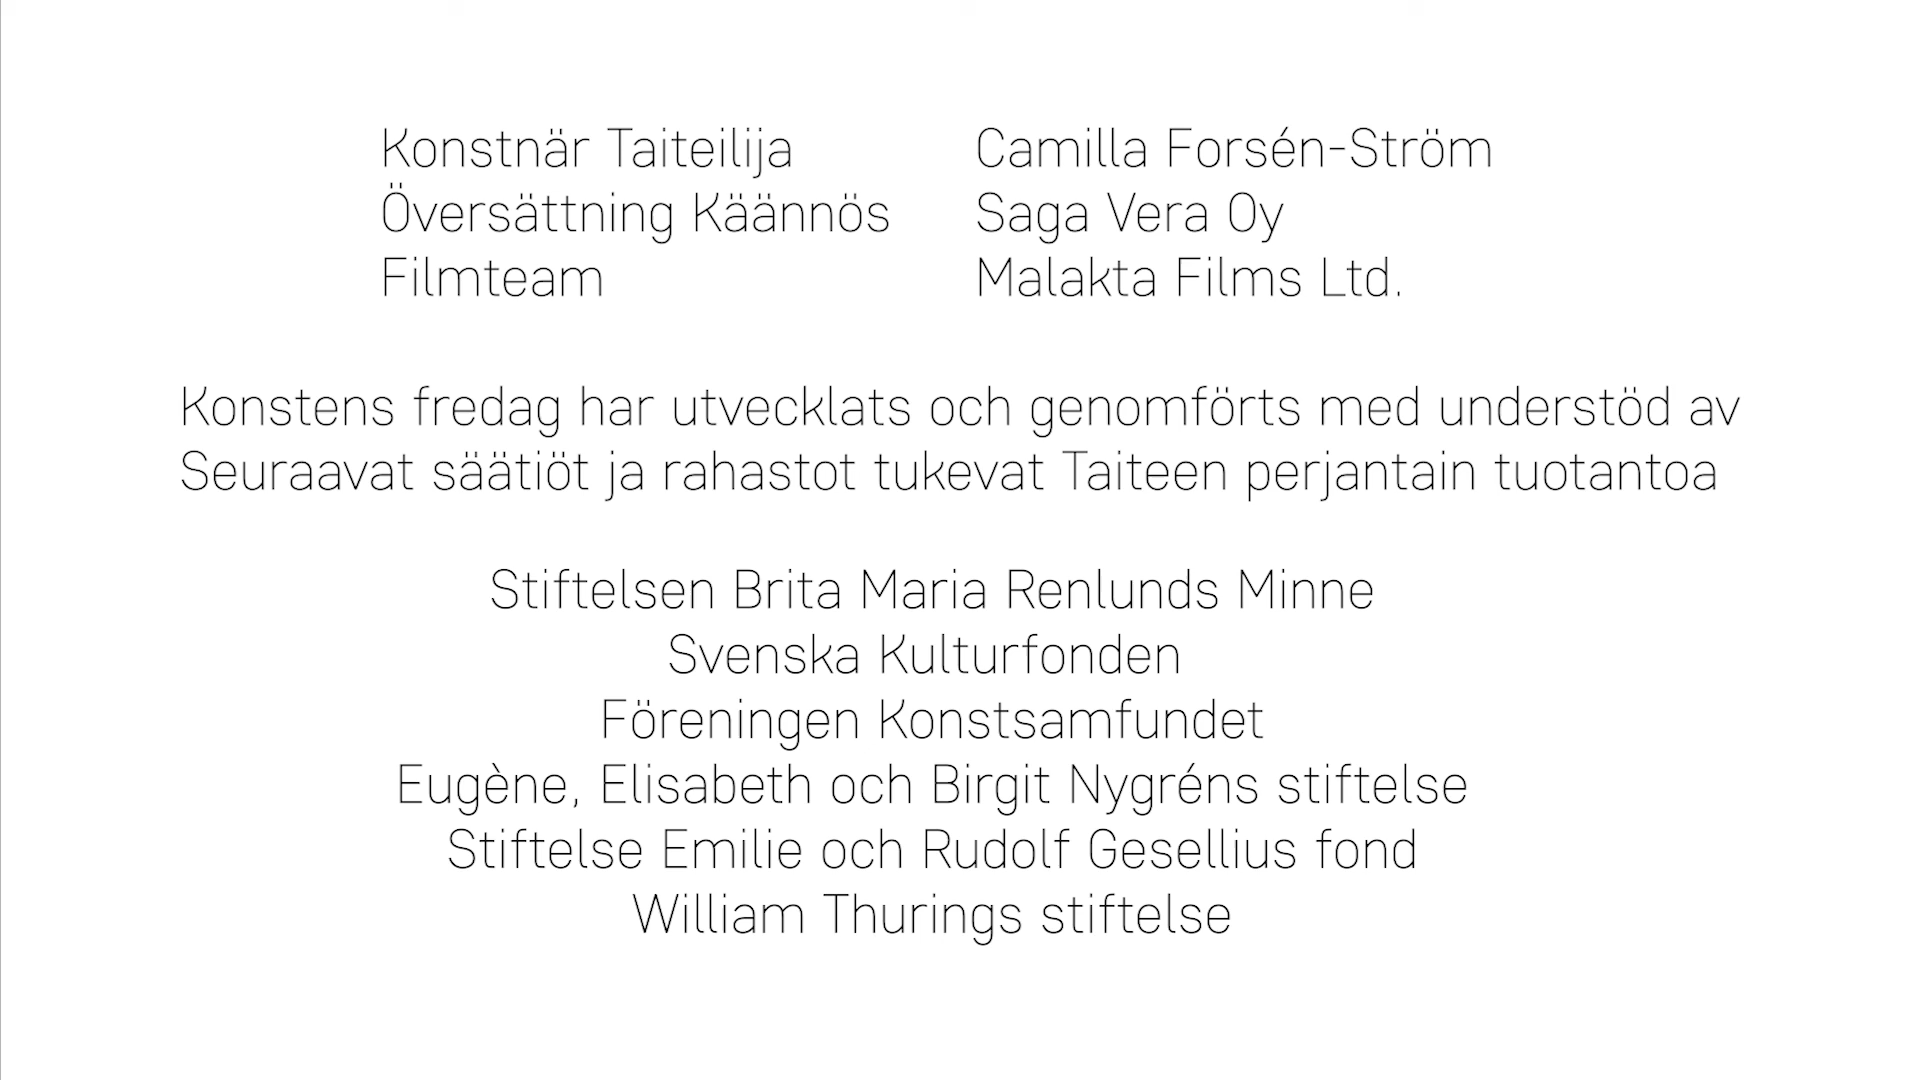 Konstnär Taiteilija Camilla Forsén-Ström
Översättning Käännös Saga Vera Oy
Filmteam Malakta Films Ltd.
Konstens fredag har utvecklats och genomförts med understöd av
Seuraavat säätiöt ja rahastot tukevat Taiteen perjantain tuotantoa
Stiftelsen Brita Maria Renlunds Minne
Svenska Kulturfonden
Föreningen Konstsamfundet
Eugène, Elisabeth och Birgit Nygréns stiftelse
Stiftelse Emilie och Rudolf Gesellius fond
William Thurings stiftelse